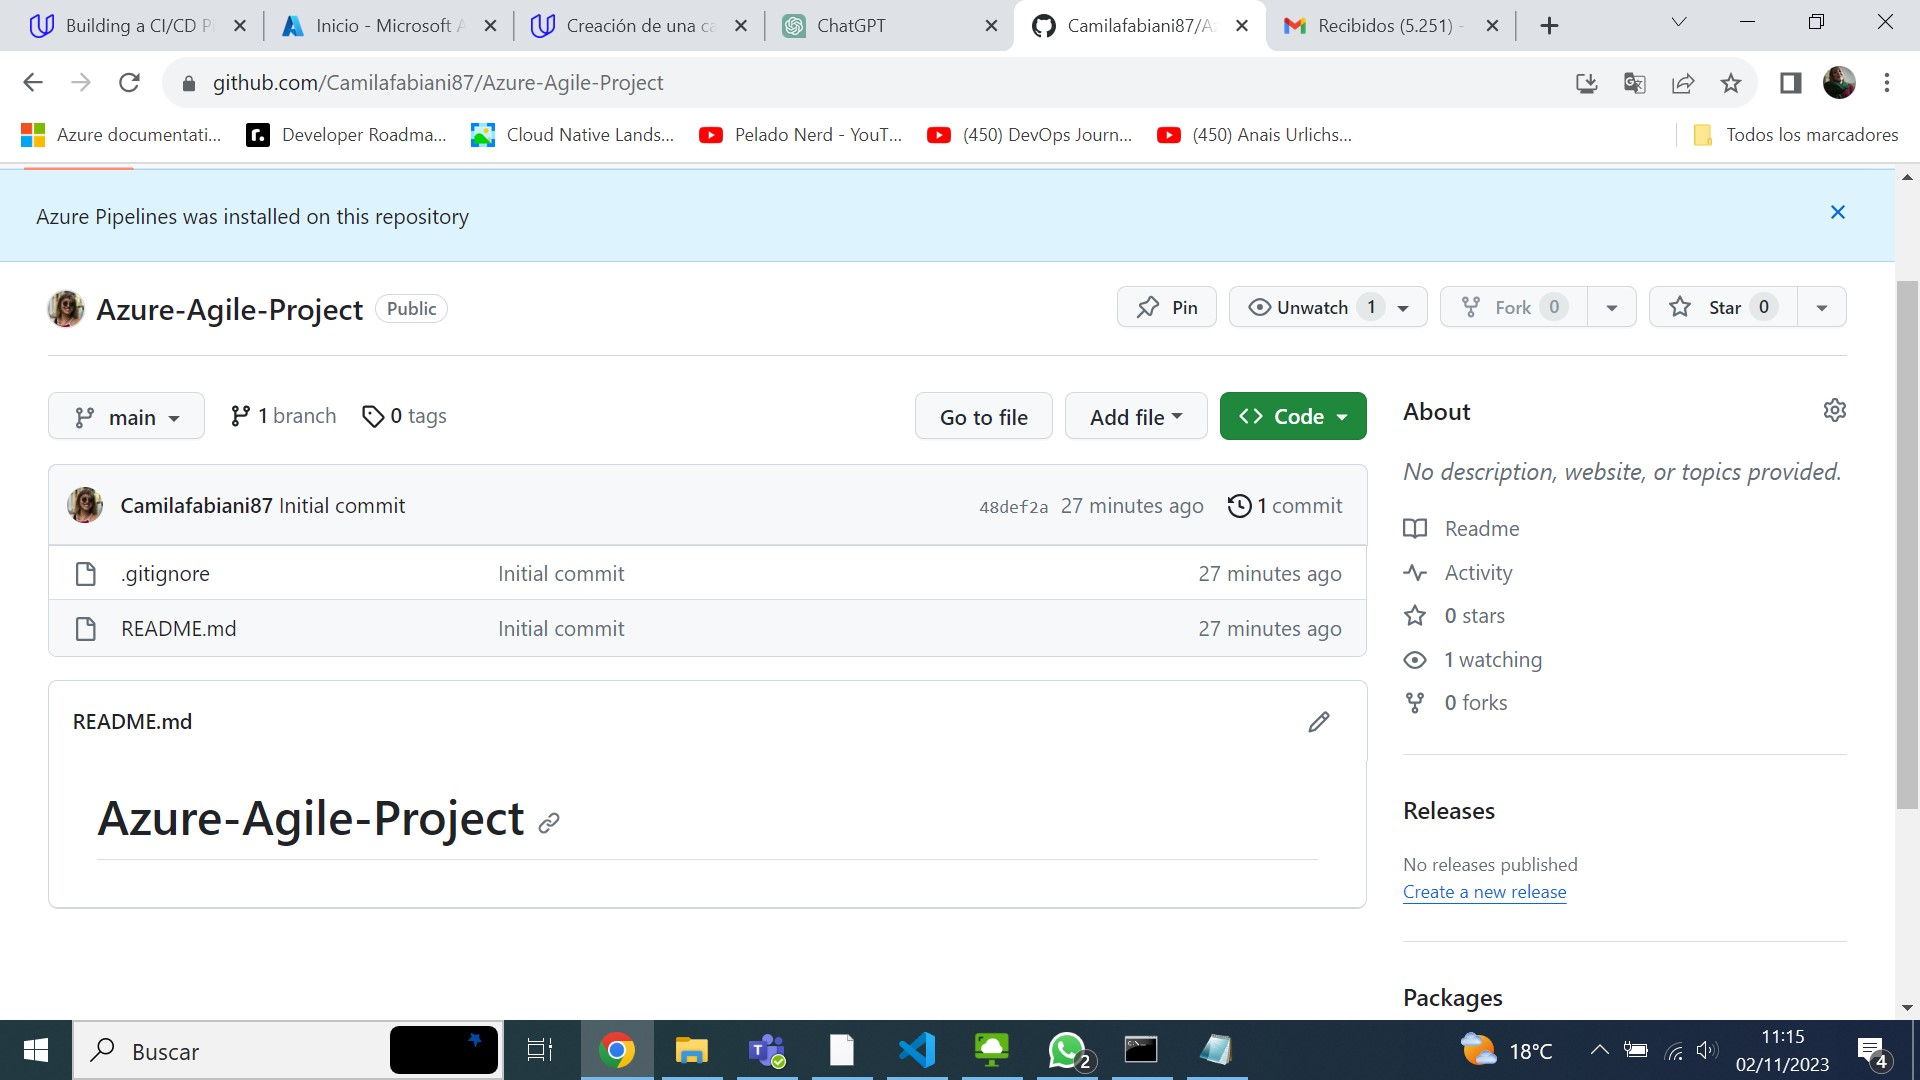 Building a CI/CD Pi
Inicio - Microsoft A
Creación de una ca
ChatGPT
Camilafabiani87/Az
Recibidos (5.251) -
github.com/Camilafabiani87/Azure-Agile-Project
Azure documentati...
Developer Roadma...
Cloud Native Lands...
Pelado Nerd - YouT...
(450) DevOps Journ...
(450) Anais Urlichs...
Todos los marcadores
Azure Pipelines was installed on this repository
Azure-Agile-Project
Public
Pin
Unwatch 1
Fork 0
Star 0
main
1 branch
0 tags
Go to file
Add file
Code
About
No description, website, or topics provided.
Camilafabiani87 Initial commit
48def2a 27 minutes ago
1 commit
.gitignore
Initial commit
27 minutes ago
README.md
Initial commit
27 minutes ago
Readme
Activity
0 stars
1 watching
0 forks
README.md
Azure-Agile-Project
Releases
No releases published
Create a new release
Packages
Buscar
2
18°C
11:15
02/11/2023
4